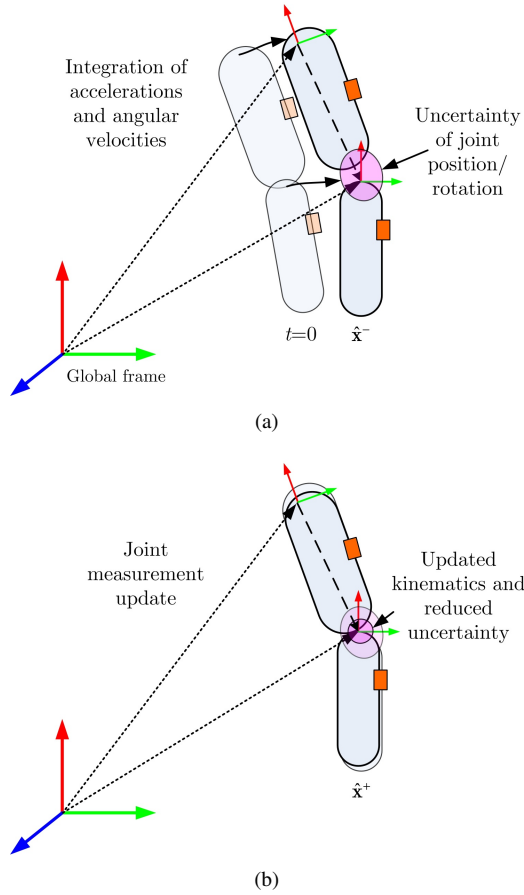 Integration of
accelerations
and angular
velocities
Uncertainty
of joint
position/
rotation
t=0
x̂⁻
Global frame
(a)
Joint
measurement
update
Updated
kinematics and
reduced
uncertainty
x̂⁺
(b)